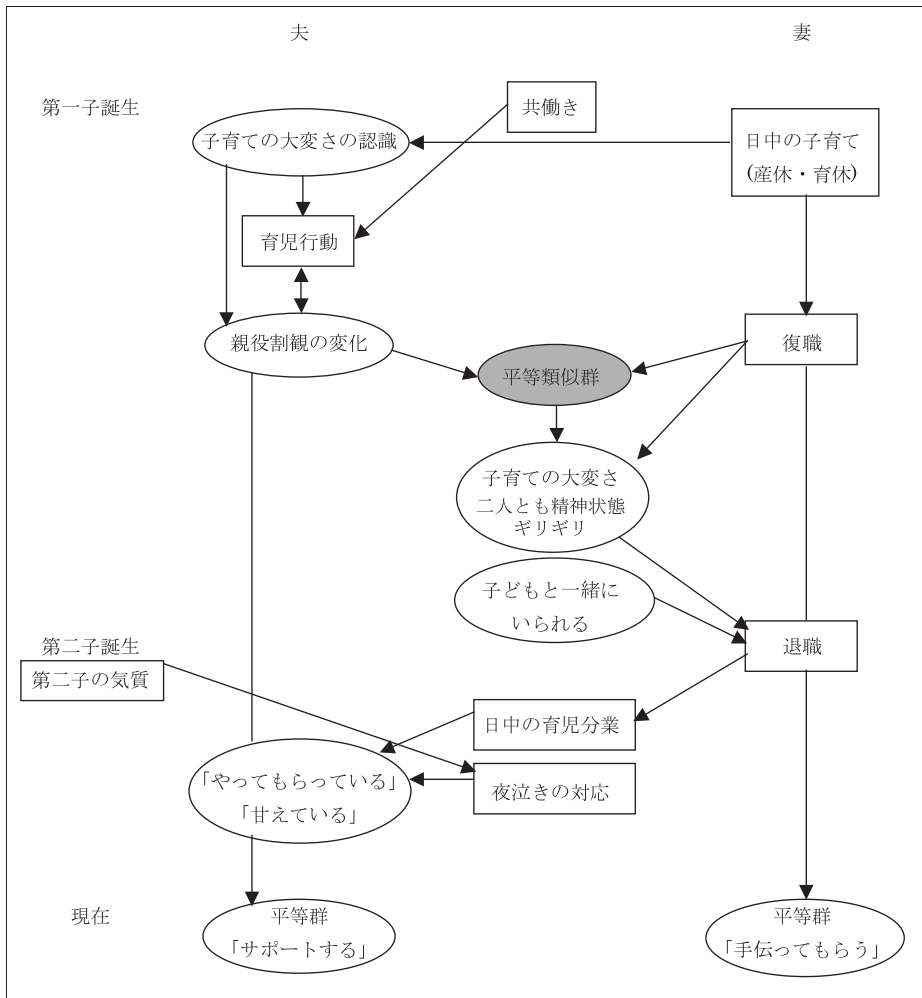 夫
妻
第一子誕生
共働き
子育ての大変さの認識
日中の子育て
(産休・育休)
育児行動
親役割観の変化
復職
平等類似群
子育ての大変さ
二人とも精神状態
ギリギリ
子どもと一緒に
いられる
第二子誕生
退職
第二子の気質
日中の育児分業
「やってもらっている」
「甘えている」
夜泣きの対応
現在
平等群
「サポートする」
平等群
「手伝ってもらう」